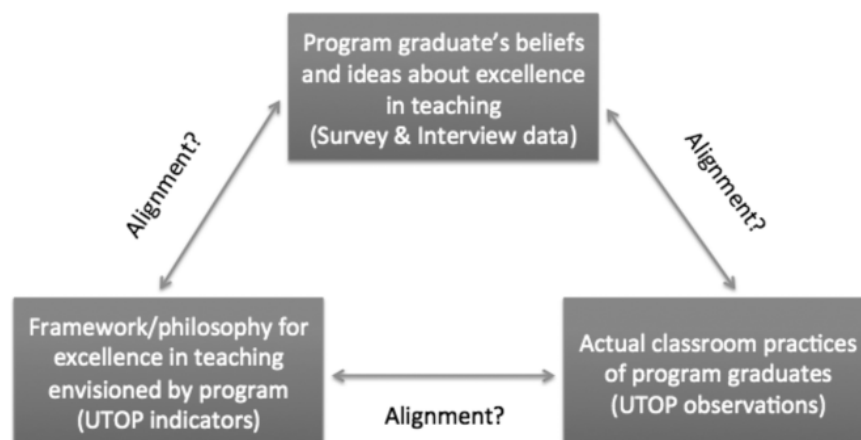 Program graduate's beliefs
and ideas about excellence
in teaching
(Survey & Interview data)
Alignment?
Alignment?
Framework/philosophy for
excellence in teaching
envisioned by program
(UTOP indicators)
Alignment?
Actual classroom practices
of program graduates
(UTOP observations)